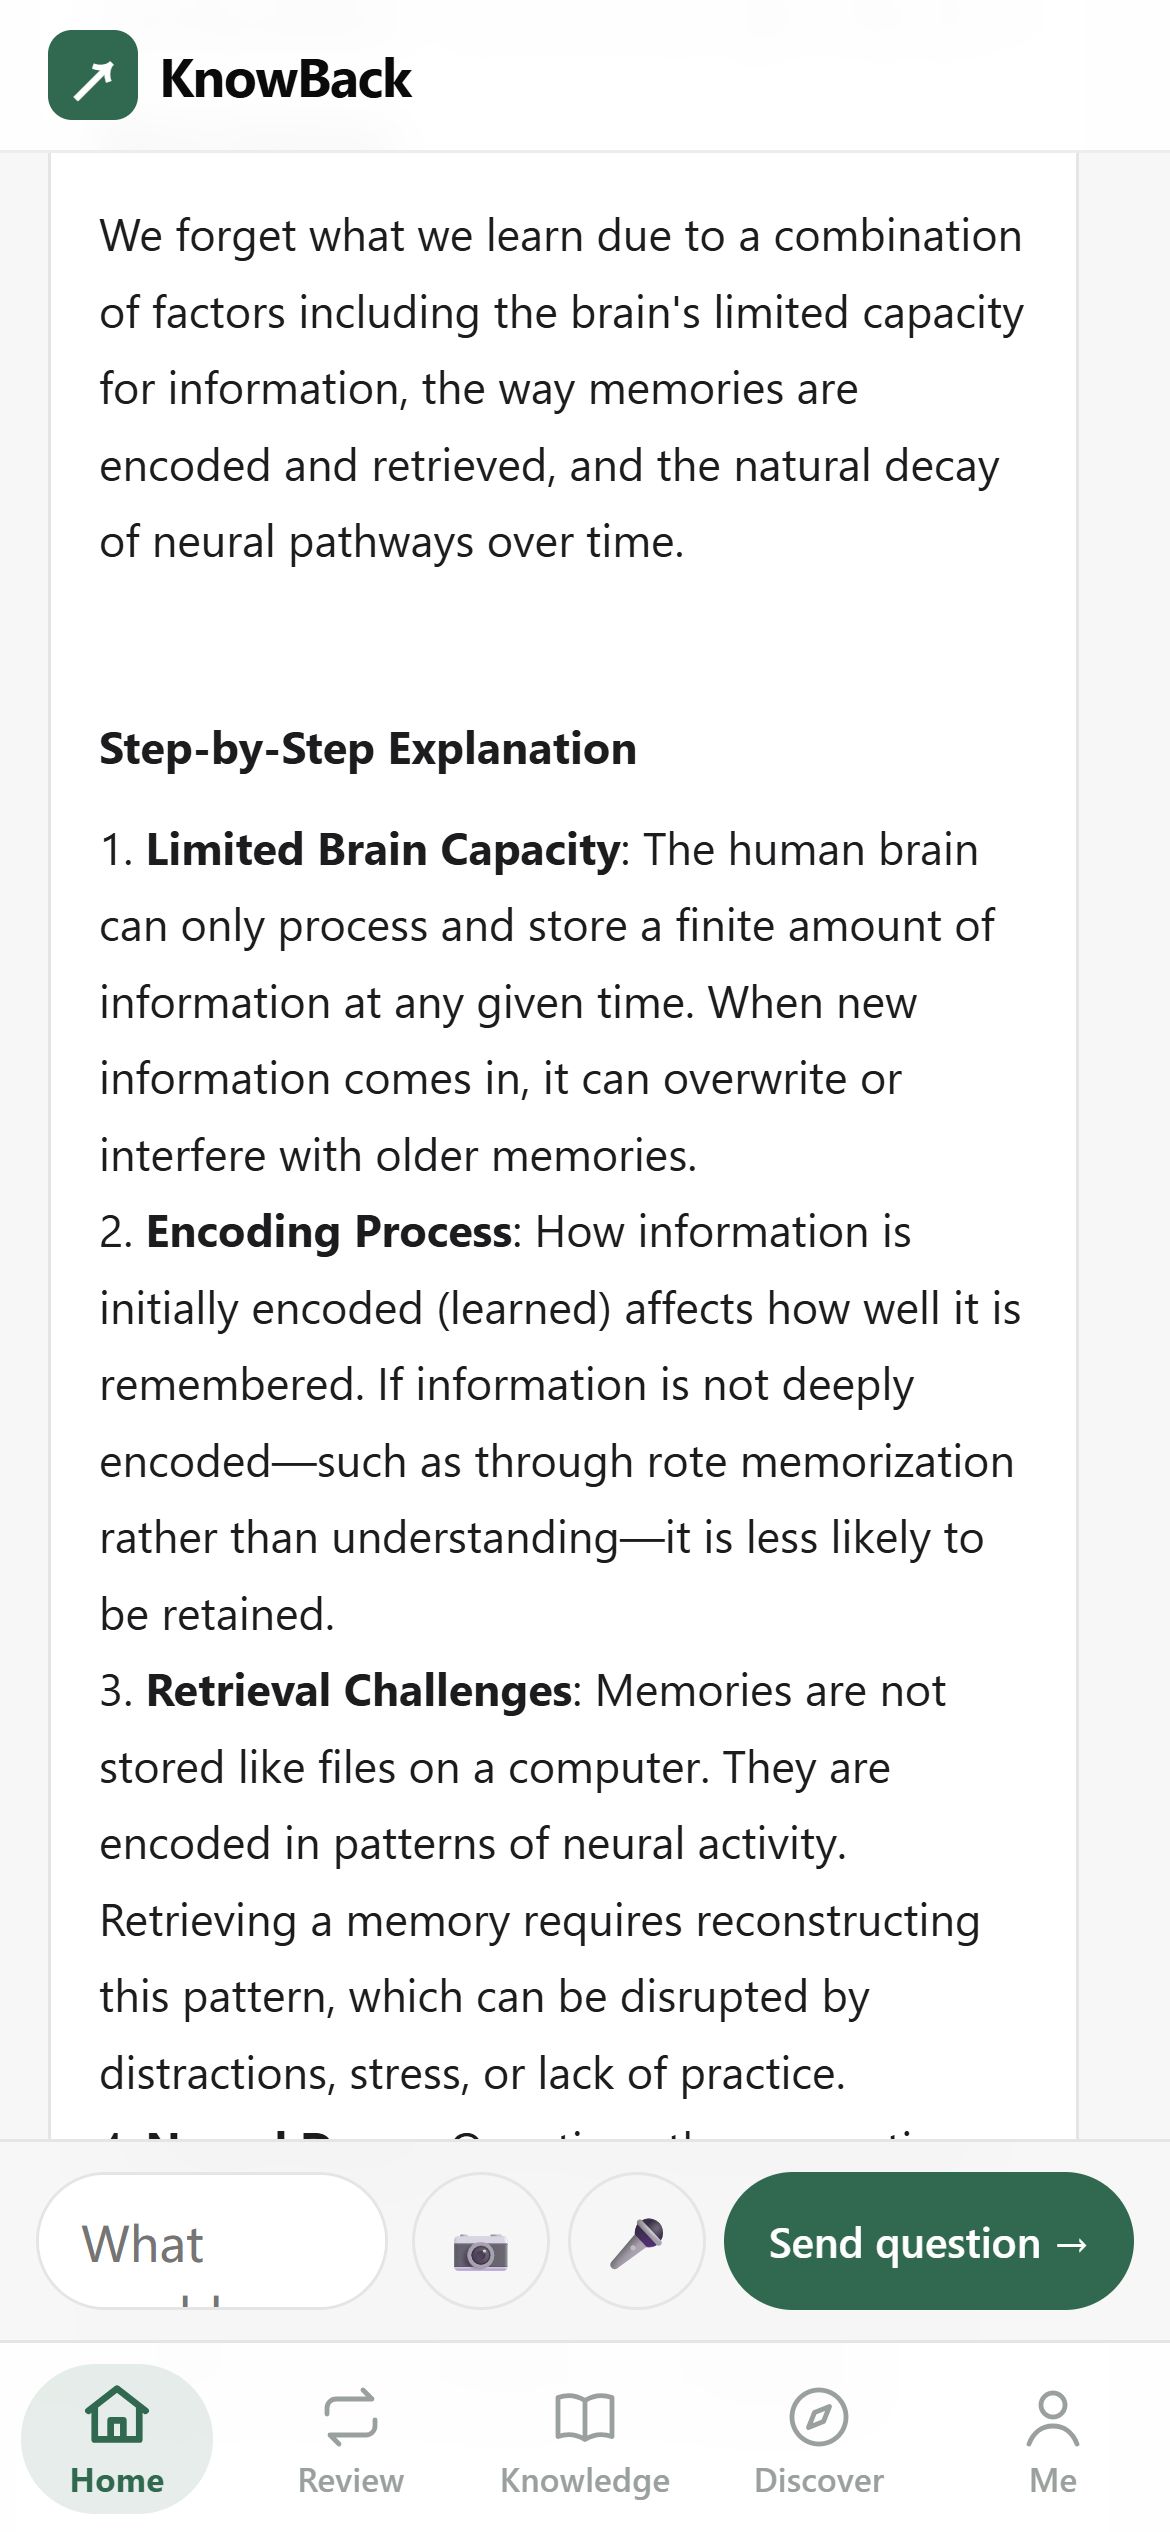 KnowBack
We forget what we learn due to a combination
of factors including the brain's limited capacity
for information, the way memories are
encoded and retrieved, and the natural decay
of neural pathways over time.
Step-by-Step Explanation
1. Limited Brain Capacity: The human brain
can only process and store a finite amount of
information at any given time. When new
information comes in, it can overwrite or
interfere with older memories.
2. Encoding Process: How information is
initially encoded (learned) affects how well it is
remembered. If information is not deeply
encoded—such as through rote memorization
rather than understanding—it is less likely to
be retained.
3. Retrieval Challenges: Memories are not
stored like files on a computer. They are
encoded in patterns of neural activity.
Retrieving a memory requires reconstructing
this pattern, which can be disrupted by
distractions, stress, or lack of practice.
What
Send question →
Home
Review
Knowledge
Discover
Me